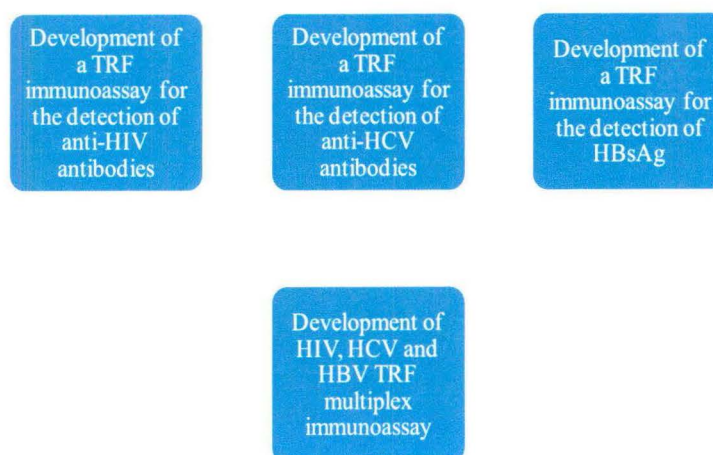 Development of
a TRF
immunoassay for
the detection of
anti-HIV
antibodies
Development of
a TRF
immunoassay for
the detection of
anti-HCV
antibodies
Development of
a TRF
immunoassay for
the detection of
HBsAg
Development of
HIV, HCV and
HBV TRF
multiplex
immunoassay